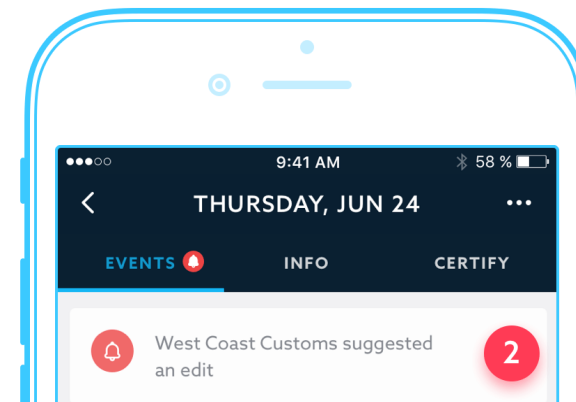 9:41 AM 58 %
THURSDAY, JUN 24
EVENTS INFO CERTIFY
West Coast Customs suggested
an edit
2